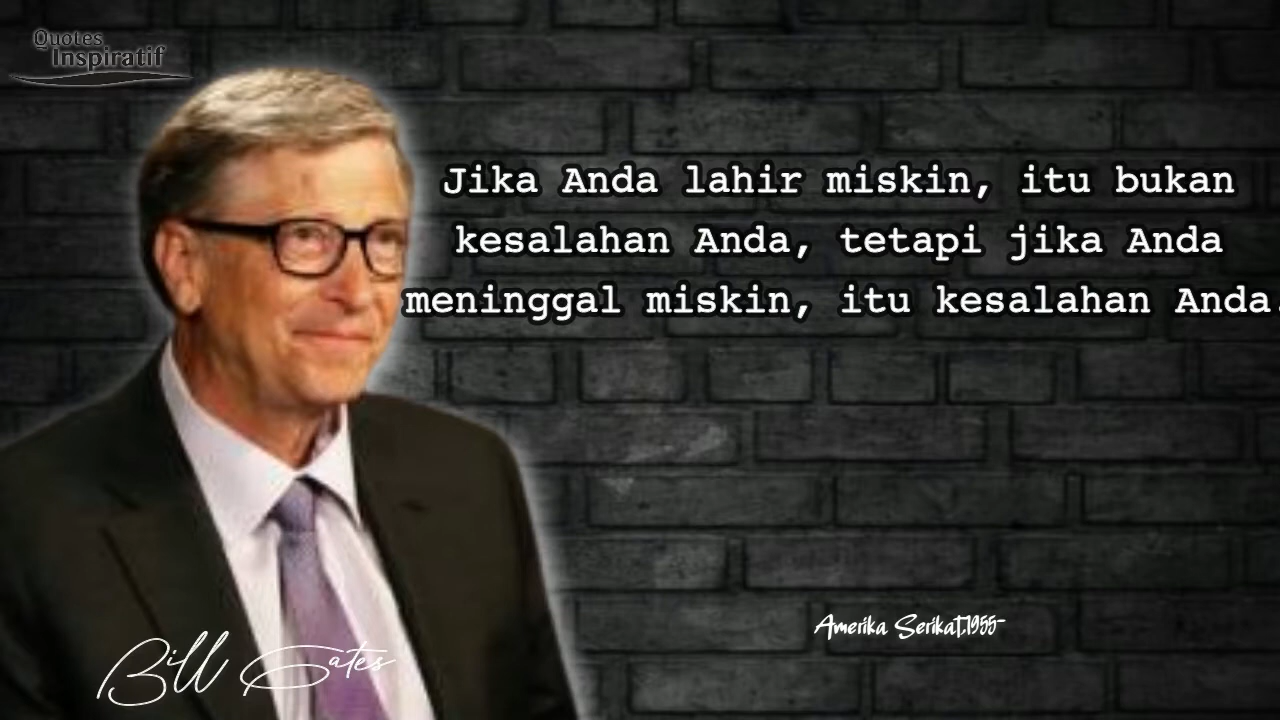 Quotes
Inspiratif
Jika Anda lahir miskin, itu bukan
kesalahan Anda, tetapi jika Anda
meninggal miskin, itu kesalahan Anda.
Amerika Serikat,1955-
Bill Gates